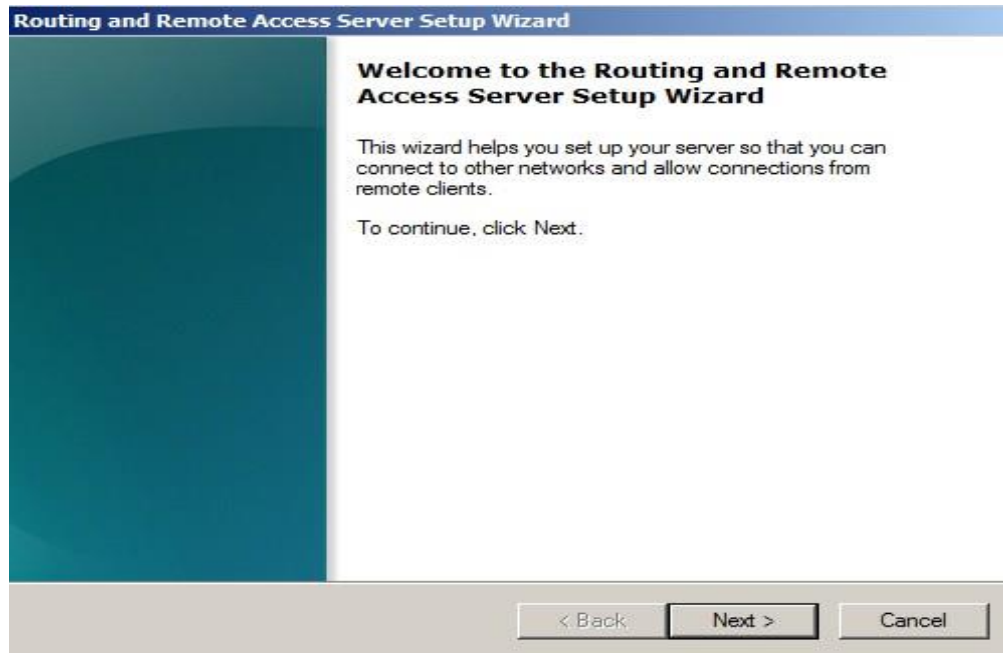 Routing and Remote Access Server Setup Wizard
Welcome to the Routing and Remote
Access Server Setup Wizard
This wizard helps you set up your server so that you can
connect to other networks and allow connections from
remote clients.
To continue, click Next.
< Back
Next >
Cancel